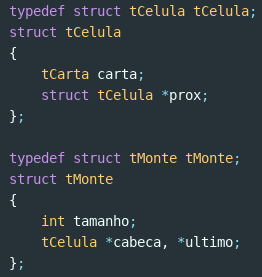 typedef struct tCelula tCelula;
struct tCelula
{
    tCarta carta;
    struct tCelula *prox;
};

typedef struct tMonte tMonte;
struct tMonte
{
    int tamanho;
    tCelula *cabeca, *ultimo;
};